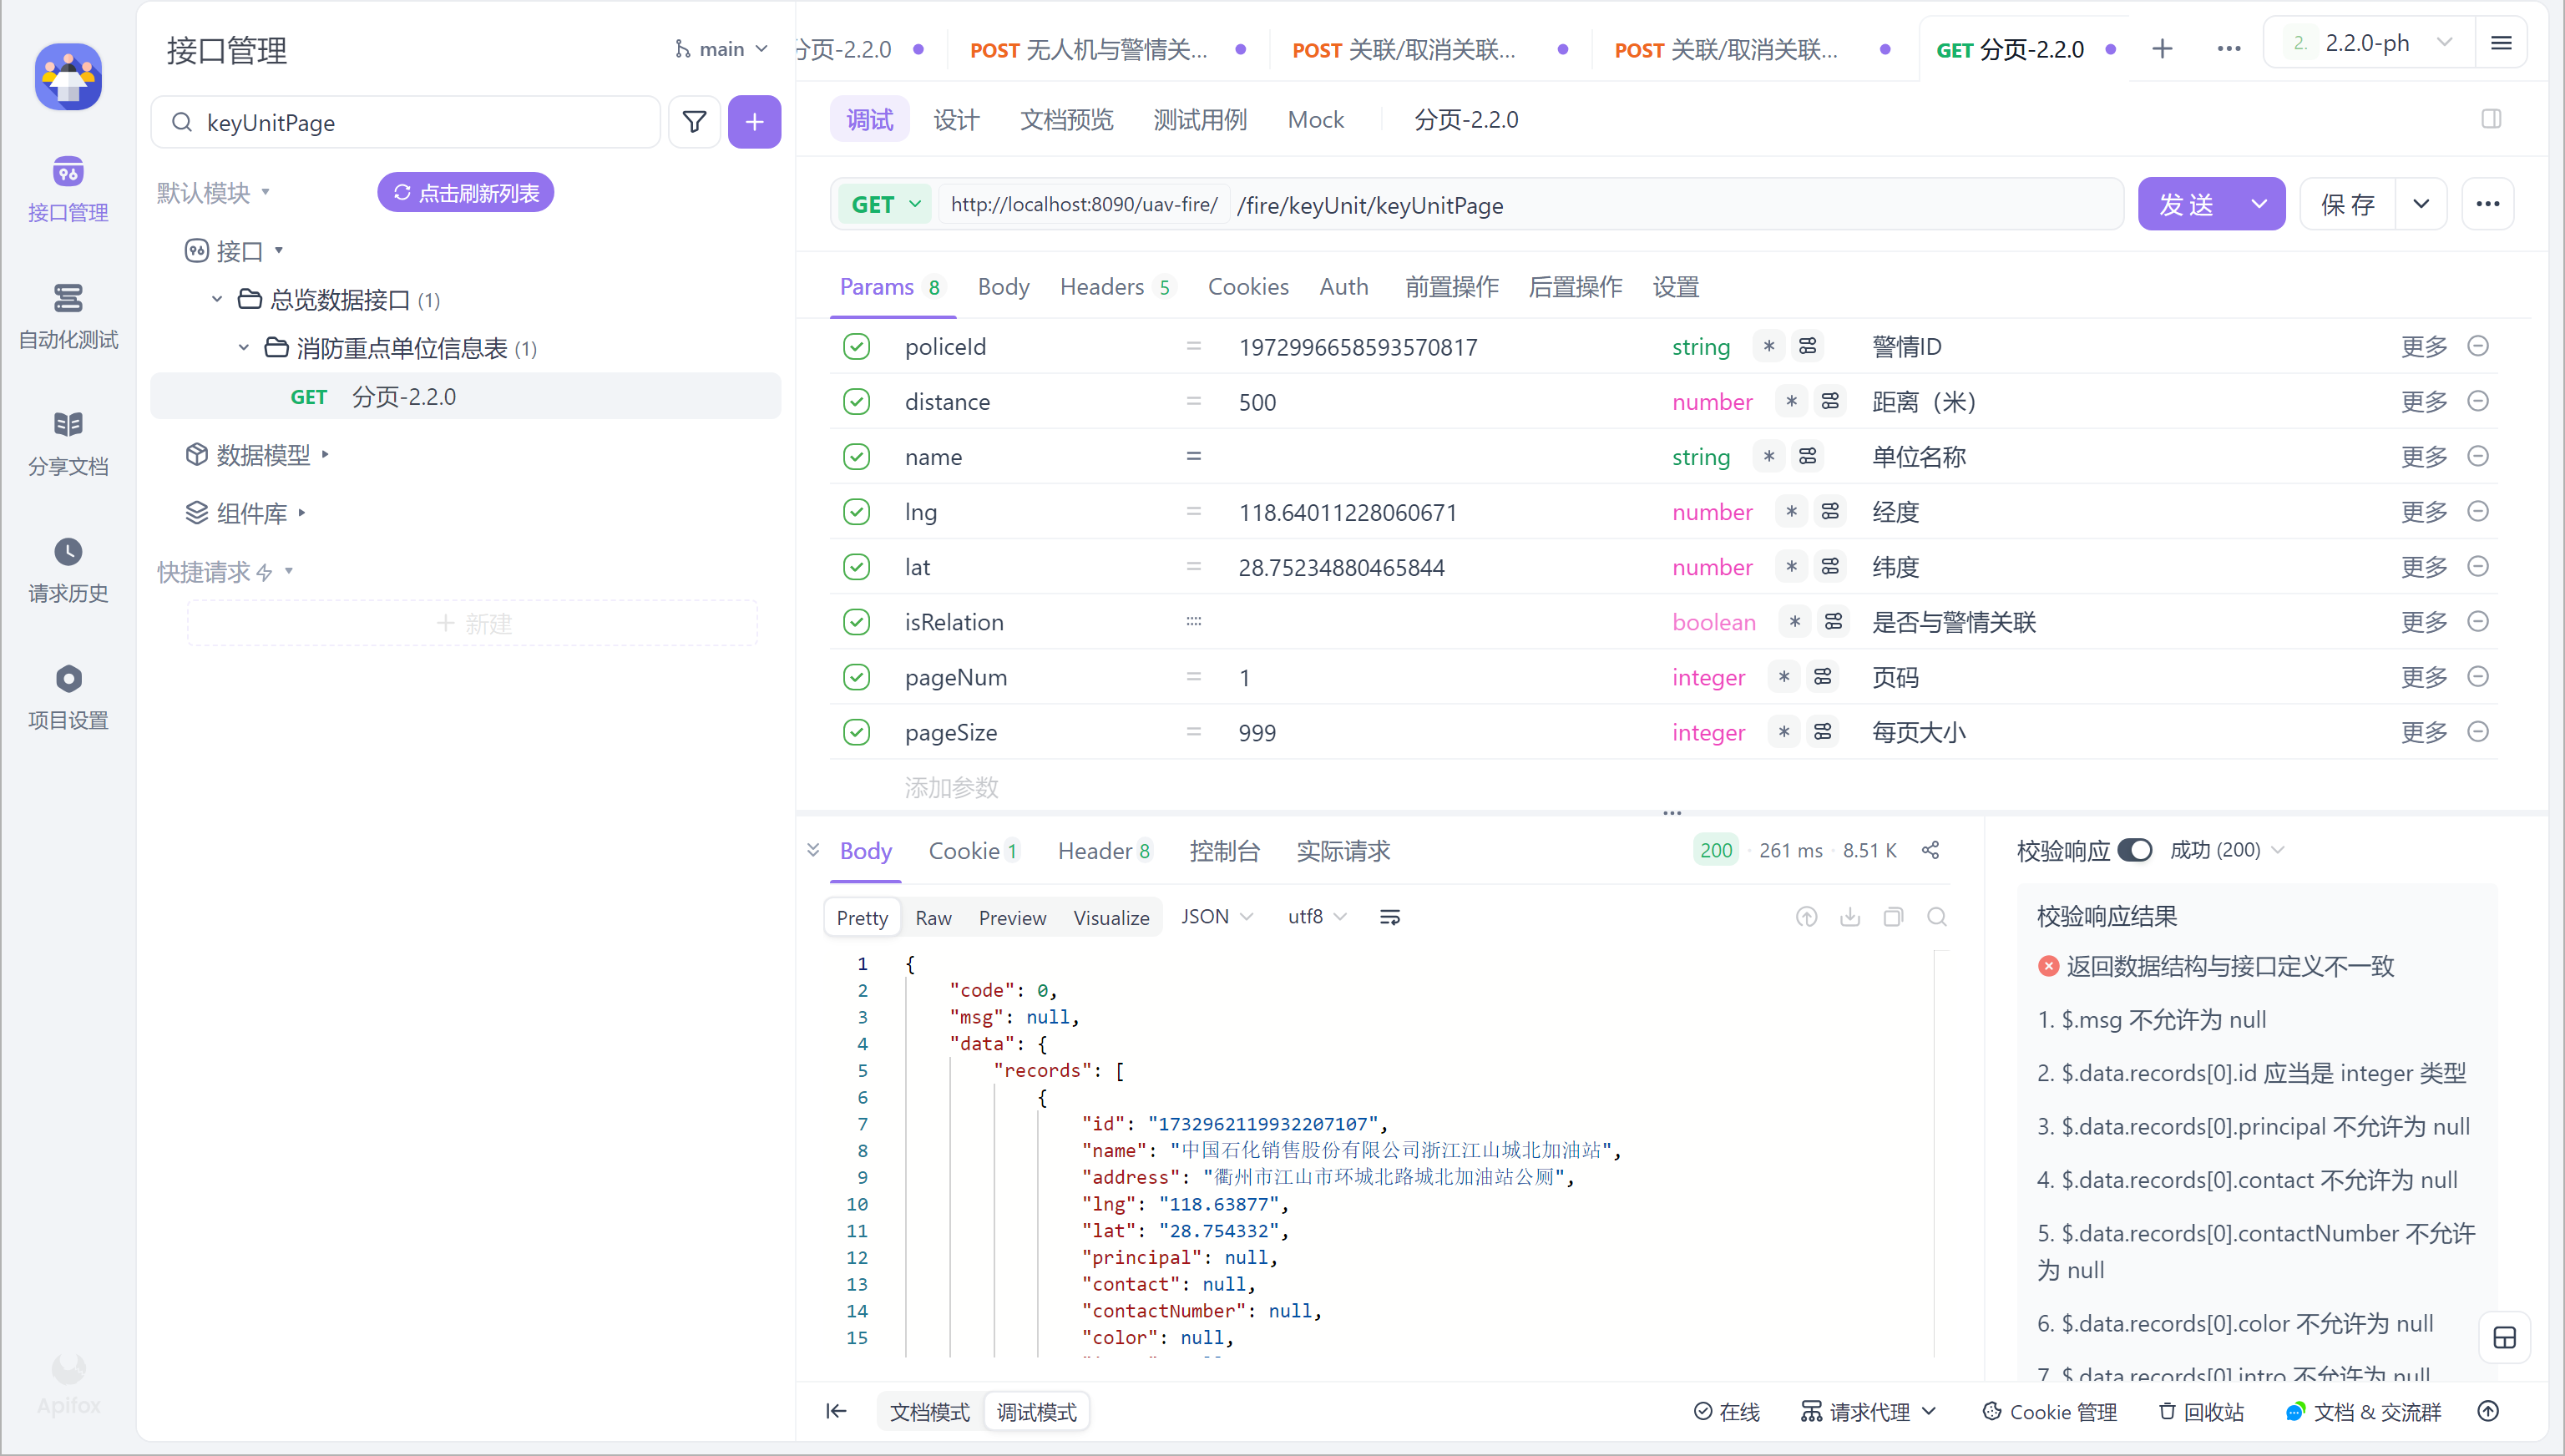 接口管理
main
分页-2.2.0
POST 无人机与警情关...
POST 关联/取消关联...
POST 关联/取消关联...
GET 分页-2.2.0
2. 2.2.0-ph
keyUnitPage
调试 设计 文档预览 测试用例 Mock 分页-2.2.0
默认模块
点击刷新列表
接口
总览数据接口 (1)
消防重点单位信息表 (1)
GET 分页-2.2.0
数据模型
组件库
快捷请求
新建
接口管理
自动化测试
分享文档
请求历史
项目设置
Apifox
GET http://localhost:8090/uav-fire/ /fire/keyUnit/keyUnitPage
发送 保存
Params 8 Body Headers 5 Cookies Auth 前置操作 后置操作 设置
policeId = 1972996658593570817 string * 警情ID 更多
distance = 500 number * 距离（米） 更多
name = string * 单位名称 更多
lng = 118.64011228060671 number * 经度 更多
lat = 28.75234880465844 number * 纬度 更多
isRelation boolean * 是否与警情关联 更多
pageNum = 1 integer * 页码 更多
pageSize = 999 integer * 每页大小 更多
添加参数
Body Cookie 1 Header 8 控制台 实际请求
200 · 261 ms · 8.51 K
Pretty Raw Preview Visualize JSON utf8
1 {
2 "code": 0,
3 "msg": null,
4 "data": {
5 "records": [
6 {
7 "id": "1732962119932207107",
8 "name": "中国石化销售股份有限公司浙江江山城北加油站",
9 "address": "衢州市江山市环城北路城北加油站公厕",
10 "lng": "118.63877",
11 "lat": "28.754332",
12 "principal": null,
13 "contact": null,
14 "contactNumber": null,
15 "color": null,
校验响应 成功 (200)
校验响应结果
返回数据结构与接口定义不一致
1. $.msg 不允许为 null
2. $.data.records[0].id 应当是 integer 类型
3. $.data.records[0].principal 不允许为 null
4. $.data.records[0].contact 不允许为 null
5. $.data.records[0].contactNumber 不允许
为 null
6. $.data.records[0].color 不允许为 null
7. $.data.records[0].intro 不允许为 null
文档模式 调试模式
在线 请求代理 Cookie 管理 回收站 文档 & 交流群